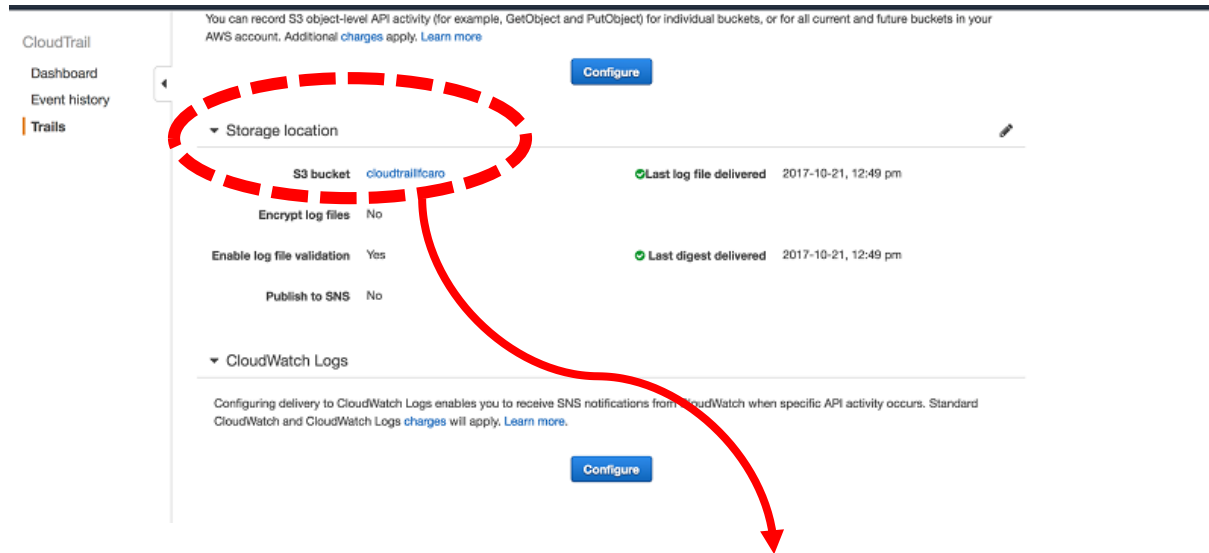 You can record S3 object-level API activity (for example, GetObject and PutObject) for individual buckets, or for all current and future buckets in your
AWS account. Additional charges apply. Learn more
CloudTrail
Dashboard
Event history
Trails
Configure
Storage location
S3 bucket cloudtraillfcaro Last log file delivered 2017-10-21, 12:49 pm
Encrypt log files No
Enable log file validation Yes Last digest delivered 2017-10-21, 12:49 pm
Publish to SNS No
CloudWatch Logs
Configuring delivery to CloudWatch Logs enables you to receive SNS notifications from CloudWatch when specific API activity occurs. Standard
CloudWatch and CloudWatch Logs charges will apply. Learn more.
Configure